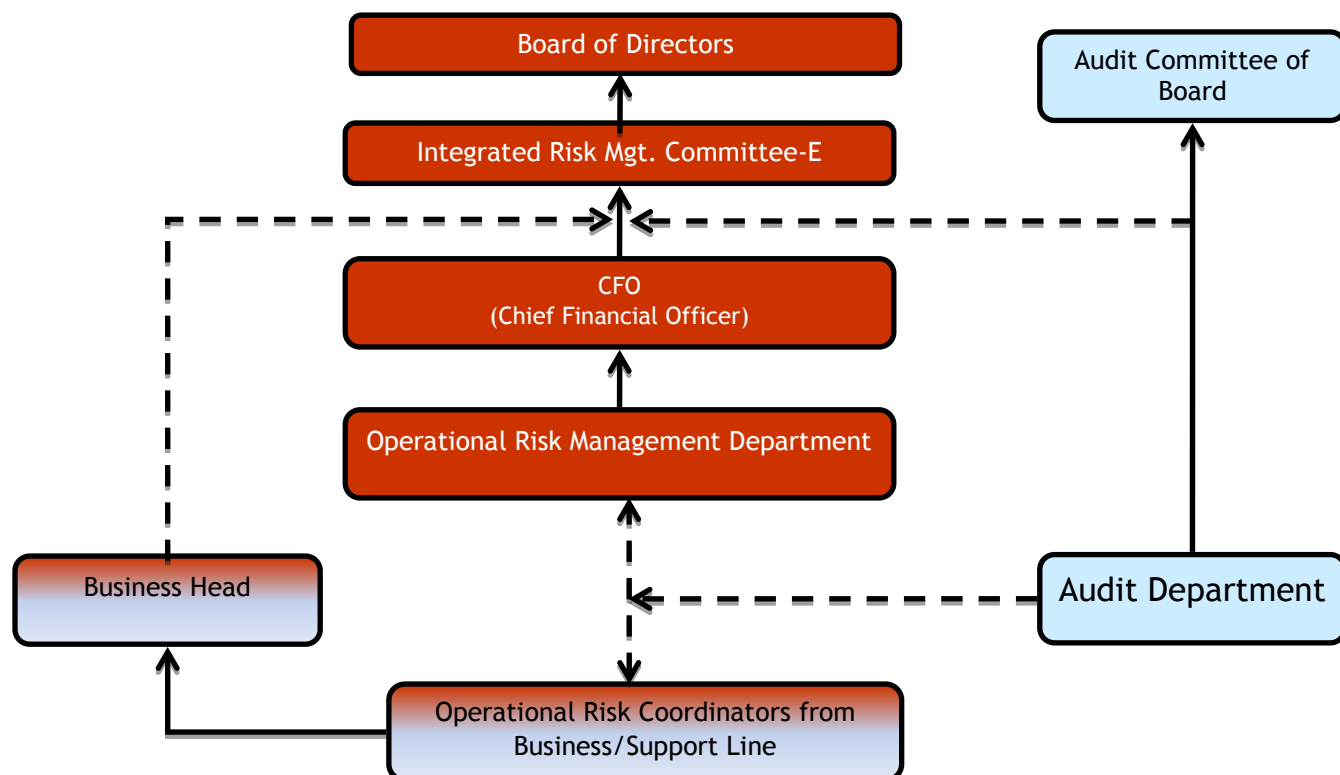 Board of Directors
Audit Committee of
Board
Integrated Risk Mgt. Committee-E
CFO
(Chief Financial Officer)
Operational Risk Management Department
Business Head
Audit Department
Operational Risk Coordinators from
Business/Support Line